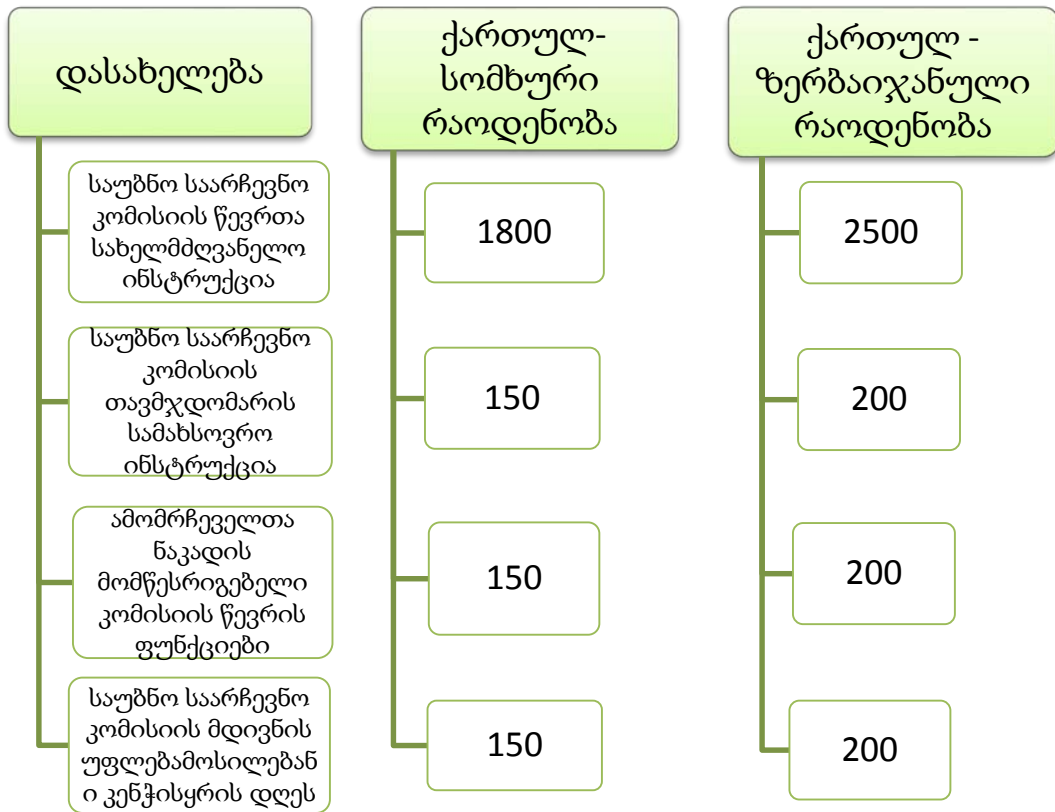 დასახელება
ქართულ-
სომხური
რაოდენობა
ქართულ -
ზერბაიჯანული
რაოდენობა
საუბნო საარჩევნო
კომისიის წევრთა
სახელმძღვანელო
ინსტრუქცია
1800
2500
საუბნო საარჩევნო
კომისიის
თავმჯდომარის
სამახსოვრო
ინსტრუქცია
150
200
ამომრჩეველთა
ნაკადის
მომწესრიგებელი
კომისიის წევრის
ფუნქციები
150
200
საუბნო საარჩევნო
კომისიის მდივნის
უფლებამოსილებან
ი კენჭისყრის დღეს
150
200